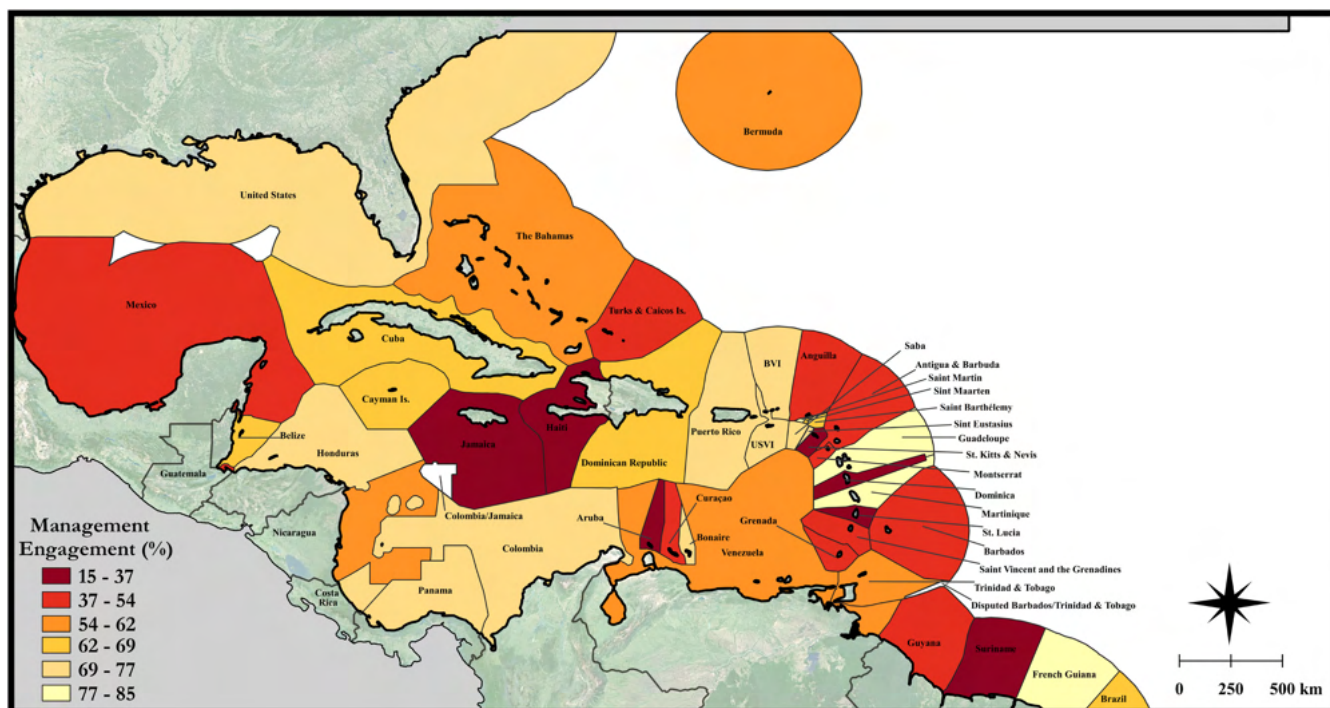 Bermuda
United States
The Bahamas
Mexico
Turks & Caicos Is.
Cuba
Saba
BVI
Anguilla
Antigua & Barbuda
Saint Martin
Sint Maarten
Cayman Is.
Saint Barthélemy
Haiti
Sint Eustasius
Puerto Rico
Belize
Jamaica
USVI
Guadeloupe
Honduras
Dominican Republic
St. Kitts & Nevis
Guatemala
Montserrat
Dominica
Curaçao
Martinique
Colombia/Jamaica
Aruba
Grenada
St. Lucia
Nicaragua
Bonaire
Colombia
Venezuela
Barbados
Saint Vincent and the Grenadines
Panama
Trinidad & Tobago
Costa
Rica
Disputed Barbados/Trinidad & Tobago
Guyana
Suriname
French Guiana
Brazil
Management
Engagement (%)
15 - 37
37 - 54
54 - 62
62 - 69
69 - 77
77 - 85
0 250 500 km